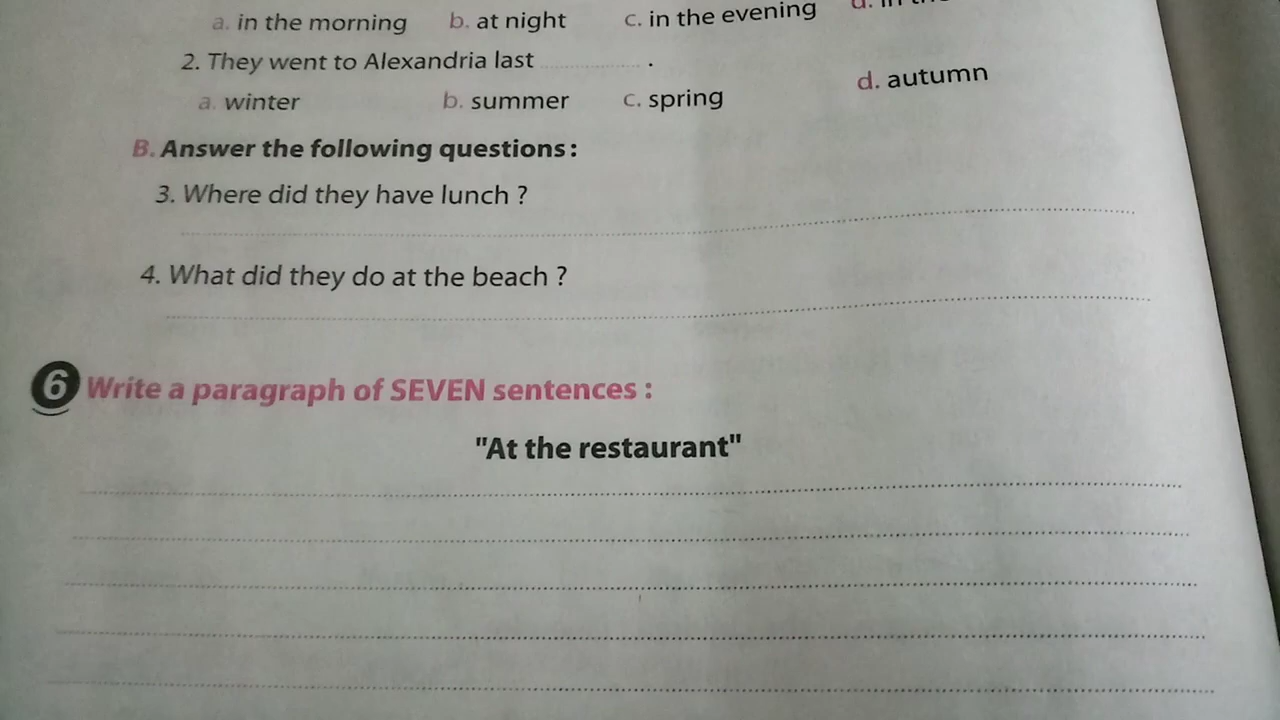 a. in the morning b. at night c. in the evening d. in
2. They went to Alexandria last ..................... .
a. winter b. summer c. spring d. autumn
B. Answer the following questions :
3. Where did they have lunch ?
4. What did they do at the beach ?
6 Write a paragraph of SEVEN sentences :
"At the restaurant"